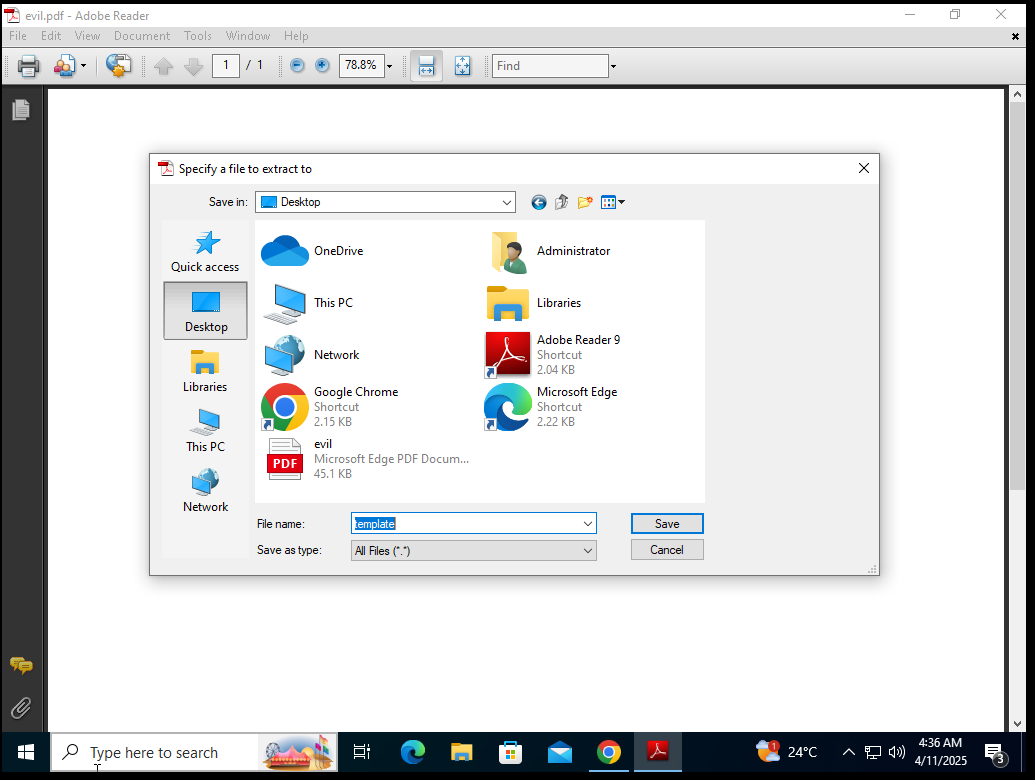 evil.pdf - Adobe Reader
File Edit View Document Tools Window Help
1 / 1 78.8% Find
Specify a file to extract to
Save in: Desktop
Quick access
Desktop
Libraries
This PC
Network
OneDrive
Administrator
This PC
Libraries
Network
Adobe Reader 9
Shortcut
2.04 KB
Google Chrome
Shortcut
2.15 KB
Microsoft Edge
Shortcut
2.22 KB
PDF
evil
Microsoft Edge PDF Docum...
45.1 KB
File name: template
Save
Save as type: All Files (*.*)
Cancel
Type here to search
24°C
4:36 AM
4/11/2025
3